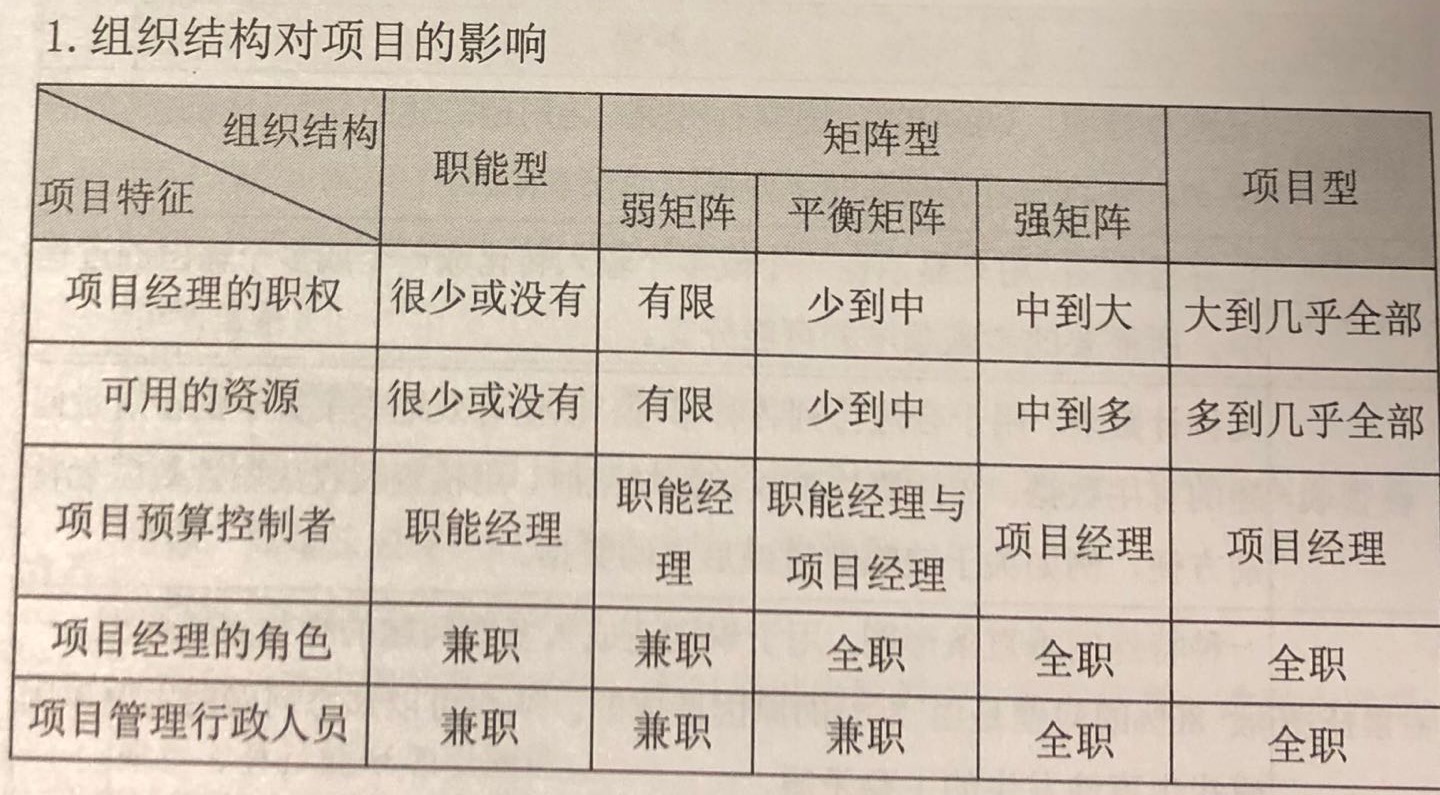 1. 组织结构对项目的影响
组织结构
项目特征
职能型
矩阵型
项目型
弱矩阵 平衡矩阵 强矩阵
项目经理的职权 很少或没有 有限 少到中 中到大 大到几乎全部
可用的资源 很少或没有 有限 少到中 中到多 多到几乎全部
项目预算控制者 职能经理 职能经理 职能经理与项目经理 项目经理 项目经理
项目经理的角色 兼职 兼职 全职 全职 全职
项目管理行政人员 兼职 兼职 兼职 全职 全职